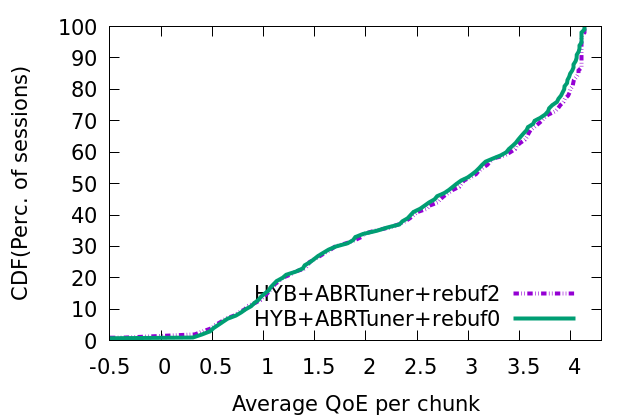 100
90
80
70
60
50
40
30
20
10
0
CDF(Perc. of sessions)
HYB+ABRTuner+rebuf2
HYB+ABRTuner+rebuf0
-0.5 0 0.5 1 1.5 2 2.5 3 3.5 4
Average QoE per chunk